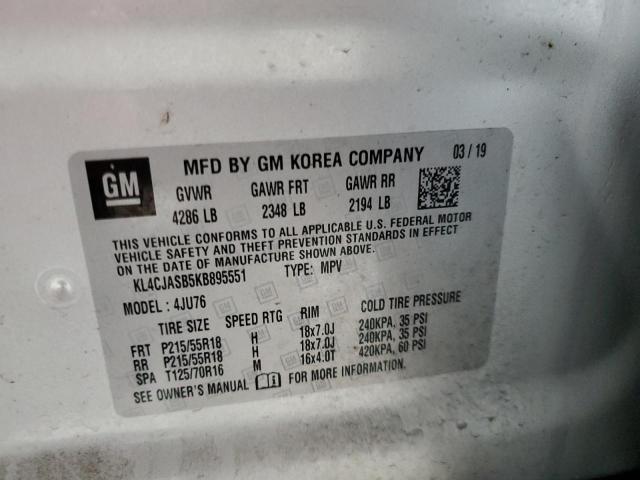 GM
MFD BY GM KOREA COMPANY 03 / 19
GVWR GAWR FRT GAWR RR
4286 LB 2348 LB 2194 LB
THIS VEHICLE CONFORMS TO ALL APPLICABLE U.S. FEDERAL MOTOR
VEHICLE SAFETY AND THEFT PREVENTION STANDARDS IN EFFECT
ON THE DATE OF MANUFACTURE SHOWN ABOVE.
KL4CJASB5KB895551 TYPE: MPV
MODEL : 4JU76
TIRE SIZE SPEED RTG RIM COLD TIRE PRESSURE
FRT P215/55R18 H 18x7.0J 240KPA, 35 PSI
RR P215/55R18 H 18x7.0J 240KPA, 35 PSI
SPA T125/70R16 M 16x4.0T 420KPA, 60 PSI
SEE OWNER'S MANUAL FOR MORE INFORMATION.